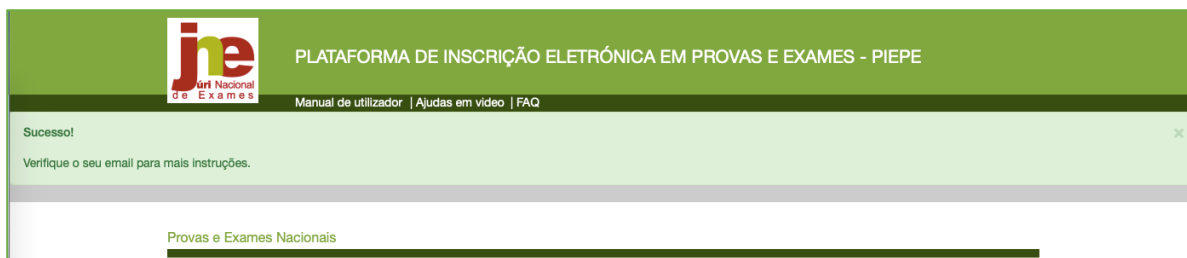 jne
Júri Nacional
de Exames
PLATAFORMA DE INSCRIÇÃO ELETRÓNICA EM PROVAS E EXAMES - PIEPE
Manual de utilizador | Ajudas em video | FAQ
Sucesso!
×
Verifique o seu email para mais instruções.
Provas e Exames Nacionais